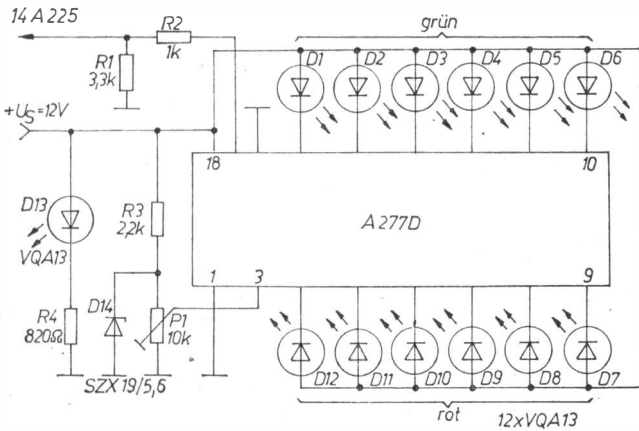 14 A 225
R2
1k
R1
3,3k
grün
D1 D2 D3 D4 D5 D6
+US=12V
18
10
A 277D
D13
VQA13
R3
2,2k
1
3
9
R4
820Ω
D14
P1
10k
SZX 19/5,6
D12 D11 D10 D9 D8 D7
rot
12xVQA13